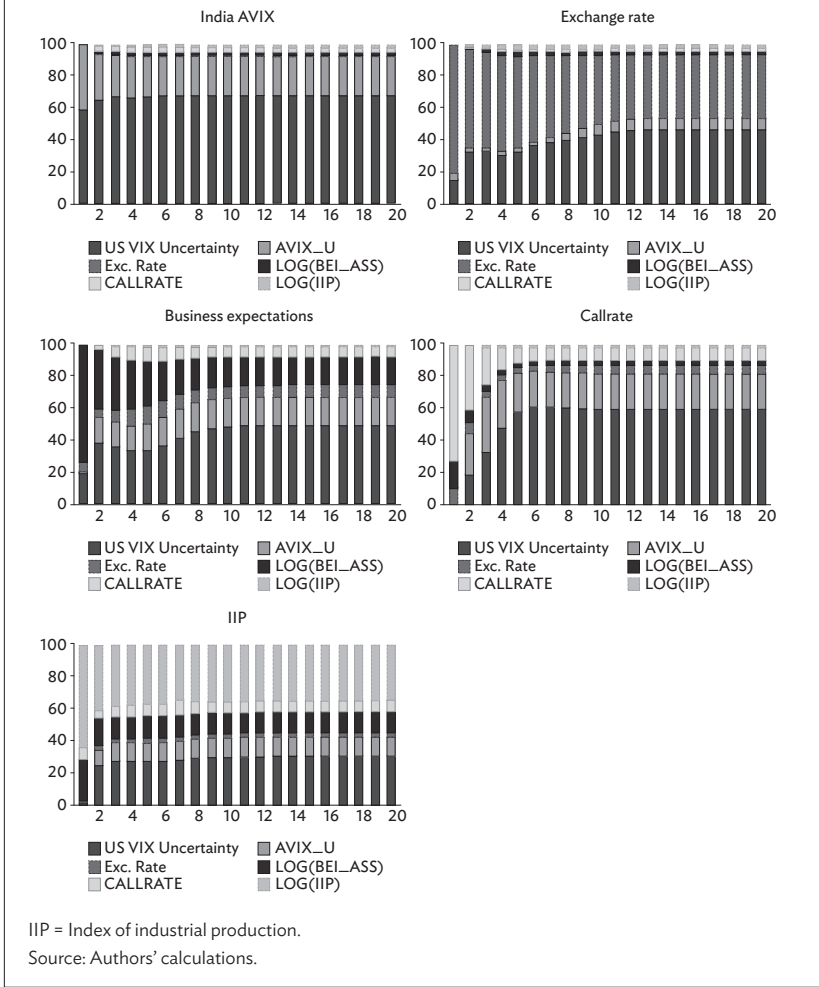 India AVIX
100
80
60
40
20
0
2 4 6 8 10 12 14 16 18 20
US VIX Uncertainty AVIX_U
Exc. Rate LOG(BEI_ASS)
CALLRATE LOG(IIP)
Exchange rate
100
80
60
40
20
0
2 4 6 8 10 12 14 16 18 20
US VIX Uncertainty AVIX_U
Exc. Rate LOG(BEI_ASS)
CALLRATE LOG(IIP)
Business expectations
100
80
60
40
20
0
2 4 6 8 10 12 14 16 18 20
US VIX Uncertainty AVIX_U
Exc. Rate LOG(BEI_ASS)
CALLRATE LOG(IIP)
Callrate
100
80
60
40
20
0
2 4 6 8 10 12 14 16 18 20
US VIX Uncertainty AVIX_U
Exc. Rate LOG(BEI_ASS)
CALLRATE LOG(IIP)
IIP
100
80
60
40
20
0
2 4 6 8 10 12 14 16 18 20
US VIX Uncertainty AVIX_U
Exc. Rate LOG(BEI_ASS)
CALLRATE LOG(IIP)
IIP = Index of industrial production.
Source: Authors’ calculations.